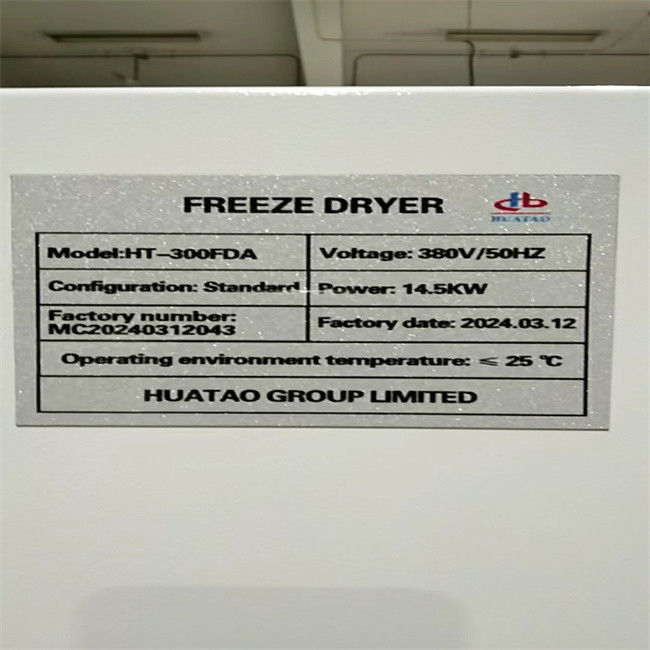 FREEZE DRYER
HUATAO
Model:HT-300FDA
Voltage: 380V/50HZ
Configuration: Standard
Power: 14.5KW
Factory number:
MC20240312043
Factory date: 2024.03.12
Operating environment temperature: ≤ 25 ℃
HUATAO GROUP LIMITED